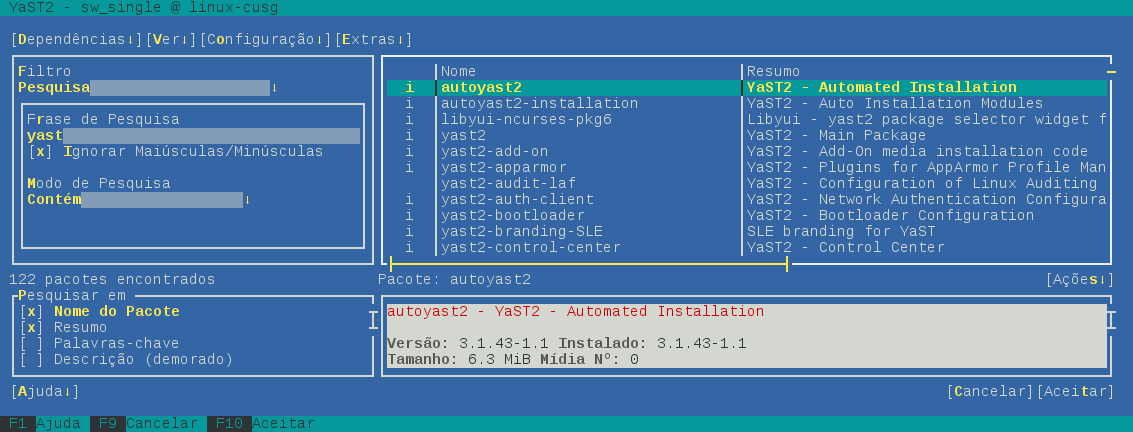 YaST2 - sw_single @ linux-cusg
[Dependências↓][Ver↓][Configuração↓][Extras↓]
Filtro
Pesquisa ↓
Frase de Pesquisa
yast
[x] Ignorar Maiúsculas/Minúsculas
Modo de Pesquisa
Contém ↓
Nome Resumo
i autoyast2 YaST2 - Automated Installation
i autoyast2-installation YaST2 - Auto Installation Modules
i libyui-ncurses-pkg6 Libyui - yast2 package selector widget f
i yast2 YaST2 - Main Package
i yast2-add-on YaST2 - Add-On media installation code
i yast2-apparmor YaST2 - Plugins for AppArmor Profile Man
yast2-audit-laf YaST2 - Configuration of Linux Auditing
i yast2-auth-client YaST2 - Network Authentication Configura
i yast2-bootloader YaST2 - Bootloader Configuration
i yast2-branding-SLE SLE branding for YaST
i yast2-control-center YaST2 - Control Center
122 pacotes encontrados
Pacote: autoyast2 [Ações↓]
Pesquisar em
[x] Nome do Pacote
[x] Resumo
[ ] Palavras-chave
[ ] Descrição (demorado)
autoyast2 - YaST2 - Automated Installation
Versão: 3.1.43-1.1 Instalado: 3.1.43-1.1
Tamanho: 6.3 MiB Mídia Nº: 0
[Ajuda↓] [Cancelar][Aceitar]
F1 Ajuda F9 Cancelar F10 Aceitar